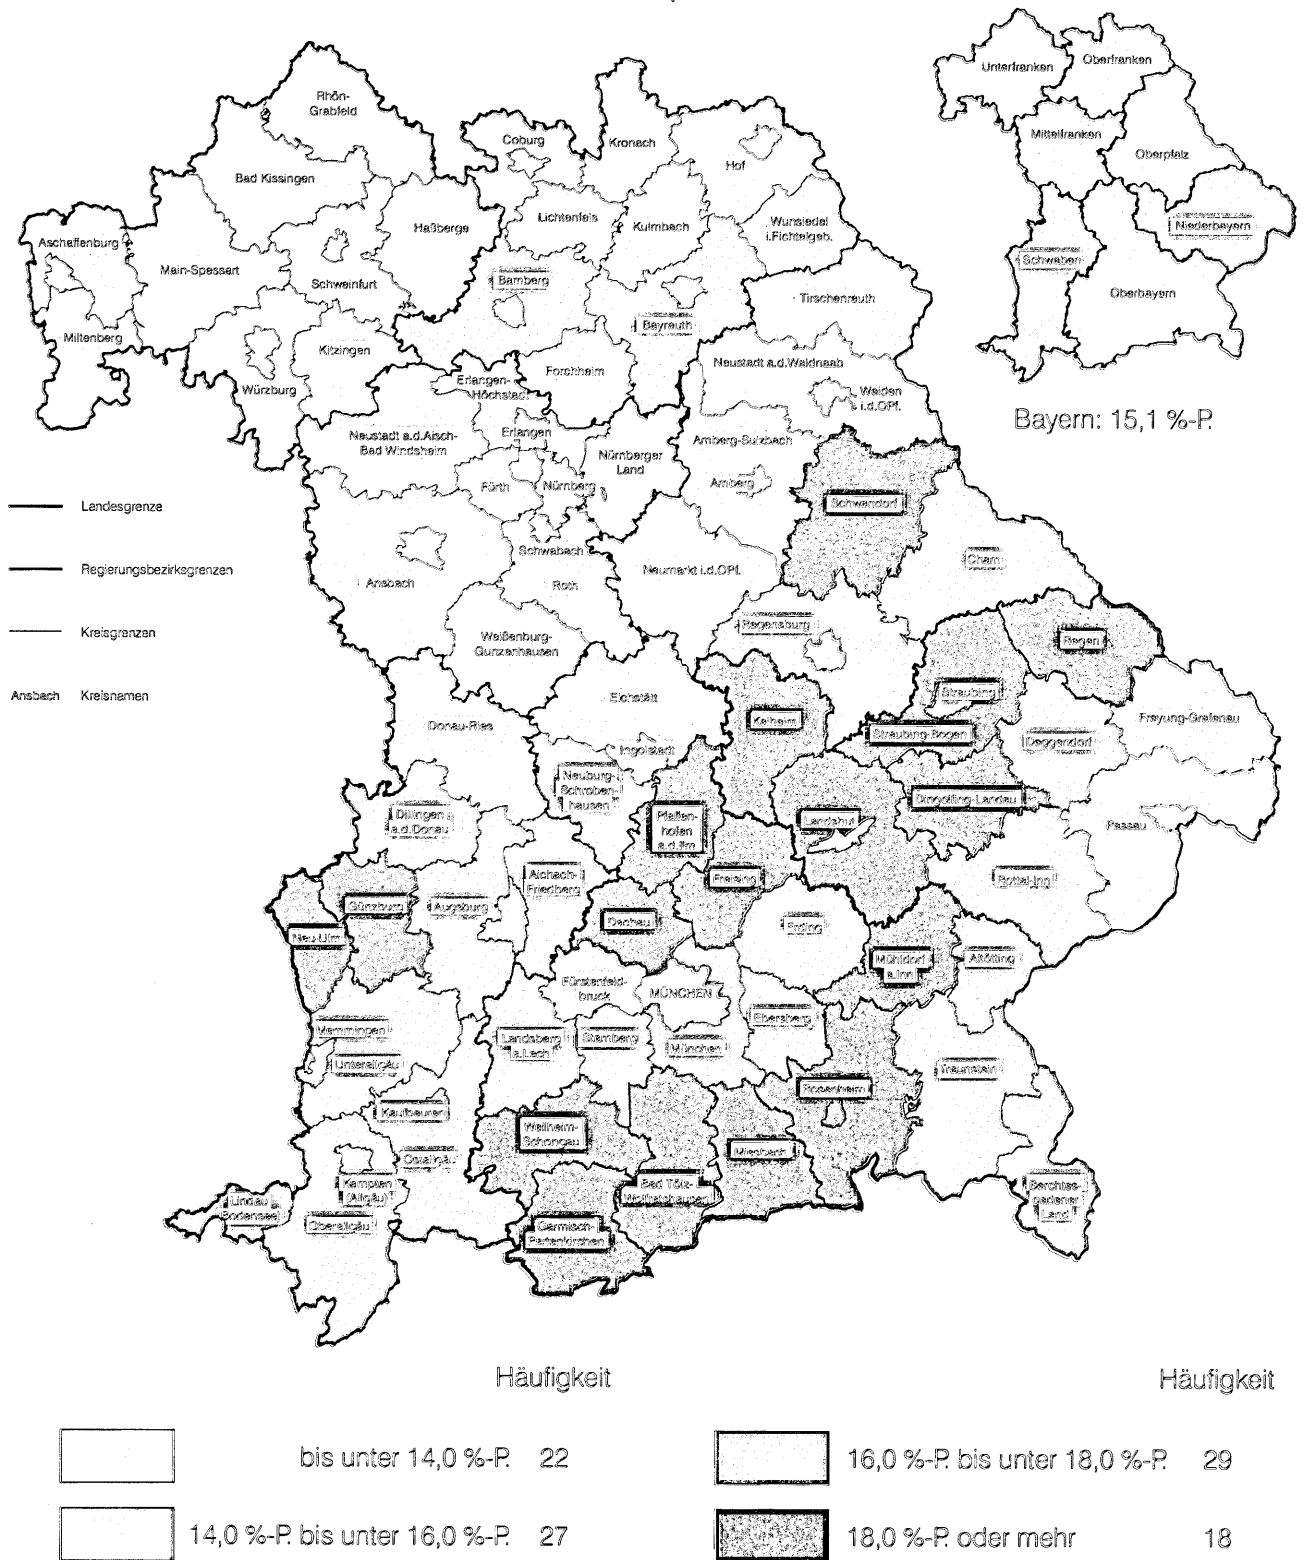 Rhön-
Grabfeld
Coburg
Kronach
Hof
Bad Kissingen
Lichtenfels
Kulmbach
Wunsiedel
i.Fichtelgeb.
Haßberge
Aschaffenburg
Main-Spessart
Schweinfurt
Bamberg
Tirschenreuth
Bayreuth
Miltenberg
Kitzingen
Würzburg
Forchheim
Neustadt a.d.Waldnaab
Erlangen-
Höchstadt
Weiden
i.d.OPf.
Neustadt a.d.Aisch-
Bad Windsheim
Erlangen
Amberg-Sulzbach
Nürnberger
Land
Fürth
Nürnberg
Amberg
Schwandorf
Schwabach
Ansbach
Roth
Neumarkt i.d.OPf.
Cham
Regensburg
Regen
Weißenburg-
Gunzenhausen
Eichstätt
Straubing
Kelheim
Straubing-Bogen
Freyung-Grafenau
Donau-Ries
Deggendorf
Ingolstadt
Neuburg-
Schroben-
hausen
Dingolfing-Landau
Dillingen
a.d.Donau
Pfaffen-
hofen
a.d.Ilm
Landshut
Passau
Aichach-
Friedberg
Freising
Rottal-Inn
Günzburg
Augsburg
Dachau
Erding
Neu-Ulm
Mühldorf
a.Inn
Altötting
Fürstenfeld-
bruck
MÜNCHEN
Ebersberg
Memmingen
Landsberg
a.Lech
Starnberg
München
Unterallgäu
Traunstein
Rosenheim
Kaufbeuren
Weilheim-
Schongau
Miesbach
Ostallgäu
Kempten
(Allgäu)
Bad Tölz-
Wolfratshausen
Berchtes-
gadener
Land
Lindau
Bodensee
Oberallgäu
Garmisch-
Partenkirchen
Unterfranken
Oberfranken
Mittelfranken
Oberpfalz
Niederbayern
Schwaben
Oberbayern
Bayern: 15,1 %-P.
Landesgrenze
Regierungsbezirksgrenzen
Kreisgrenzen
Ansbach Kreisnamen
Häufigkeit Häufigkeit
bis unter 14,0 %-P. 22 16,0 %-P. bis unter 18,0 %-P. 29
14,0 %-P. bis unter 16,0 %-P. 27 18,0 %-P. oder mehr 18